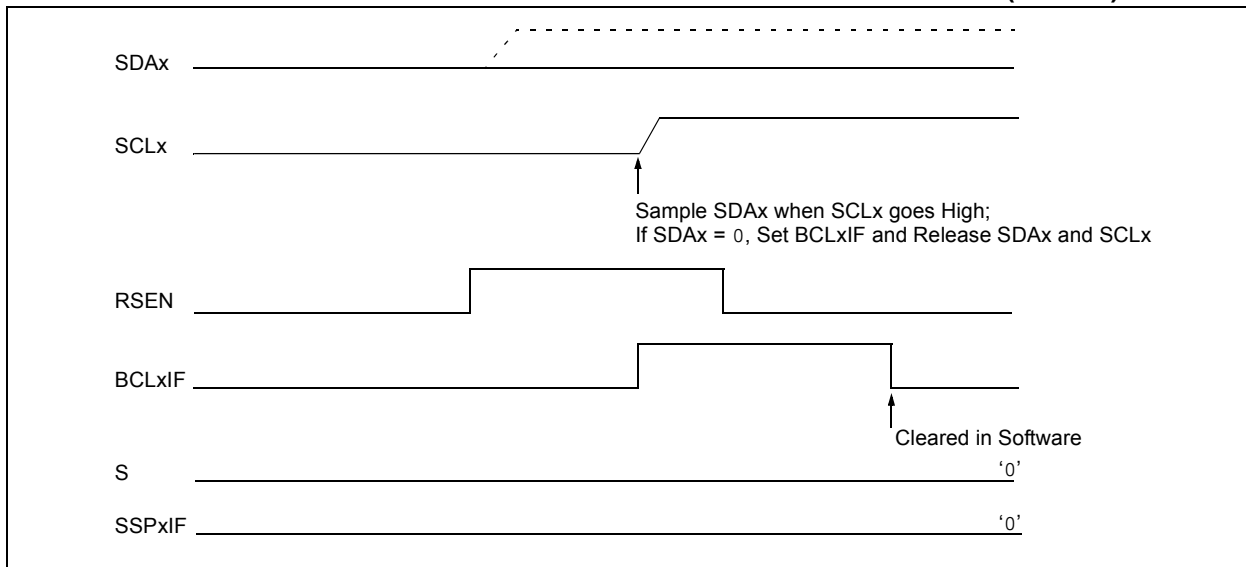 SDAx
SCLx
Sample SDAx when SCLx goes High;
If SDAx = 0, Set BCLxIF and Release SDAx and SCLx
RSEN
BCLxIF
Cleared in Software
S
‘0’
SSPxIF
‘0’